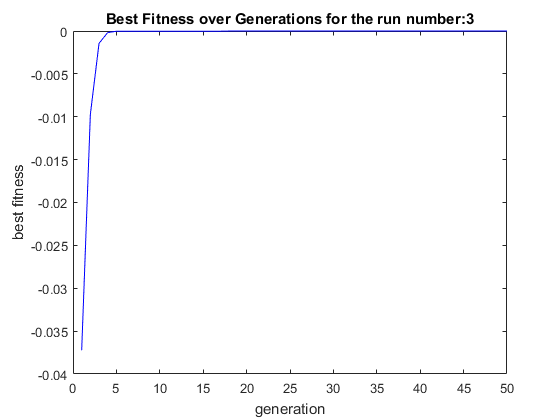 Best Fitness over Generations for the run number:3
0
-0.005
-0.01
-0.015
-0.02
-0.025
-0.03
-0.035
-0.04
best fitness
0 5 10 15 20 25 30 35 40 45 50
generation